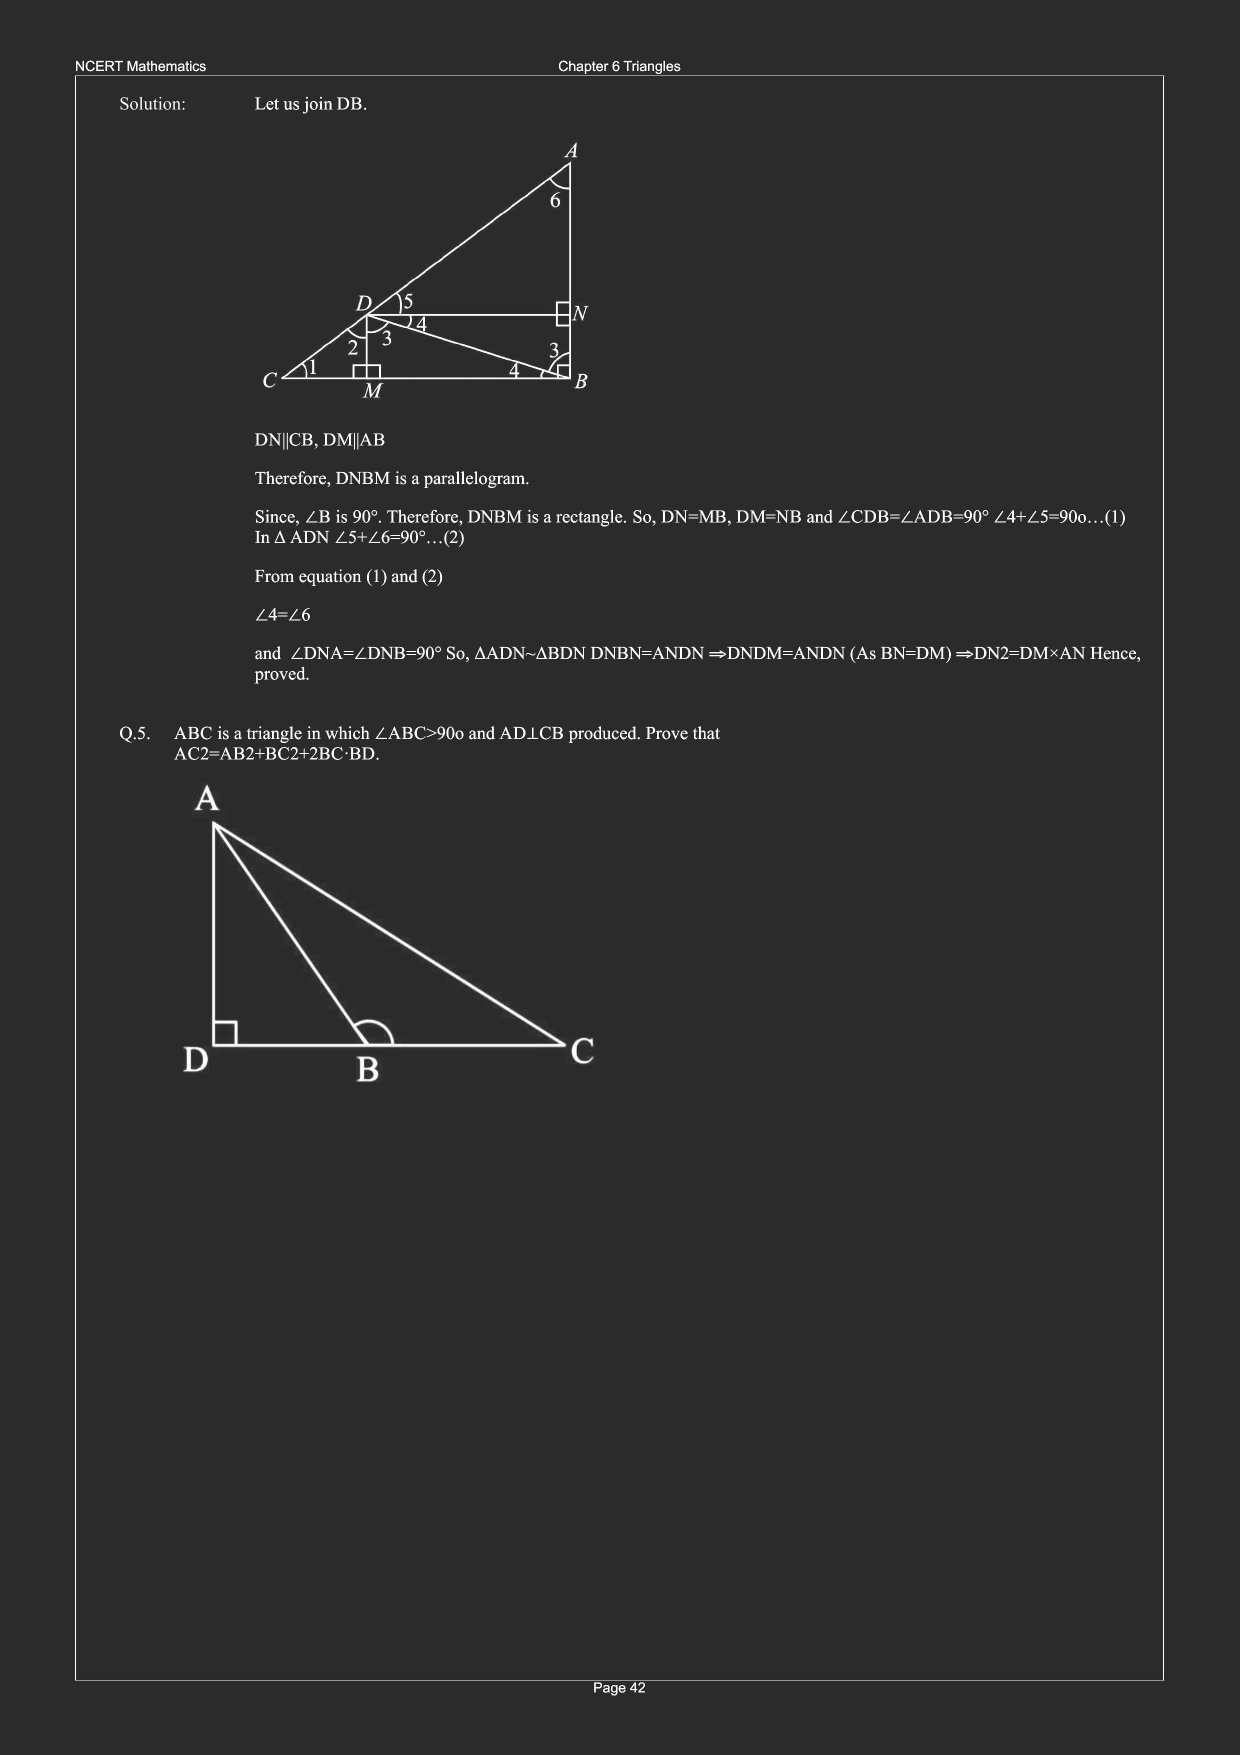 NCERT Mathematics
Chapter 6 Triangles
Solution:
Let us join DB.
A
6
D
5
N
4
3
2
3
1
4
C
M
B
DN||CB, DM||AB
Therefore, DNBM is a parallelogram.
Since, ∠B is 90°. Therefore, DNBM is a rectangle. So, DN=MB, DM=NB and ∠CDB=∠ADB=90° ∠4+∠5=90o…(1)
In Δ ADN ∠5+∠6=90°…(2)
From equation (1) and (2)
∠4=∠6
and ∠DNA=∠DNB=90° So, ΔADN~ΔBDN DNBN=ANDN ⇒DNDM=ANDN (As BN=DM) ⇒DN2=DM×AN Hence,
proved.
Q.5. ABC is a triangle in which ∠ABC>90o and AD⊥CB produced. Prove that
AC2=AB2+BC2+2BC·BD.
A
D
B
C
Page 42